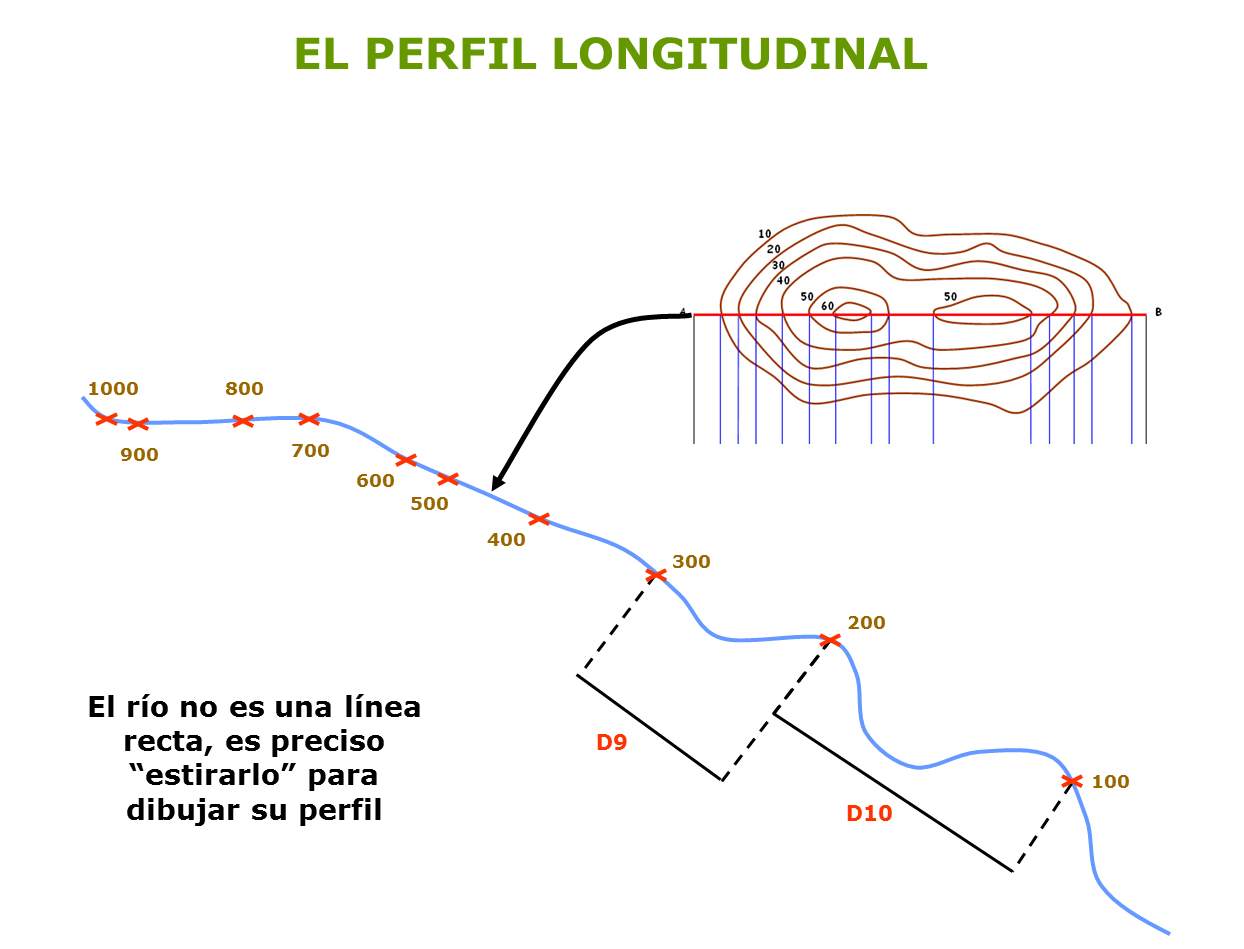 EL PERFIL LONGITUDINAL
10
20
30
40
50
60
50
A
B
1000
800
900
700
600
500
400
300
200
100
D9
D10
El río no es una línea
recta, es preciso
“estirarlo” para
dibujar su perfil